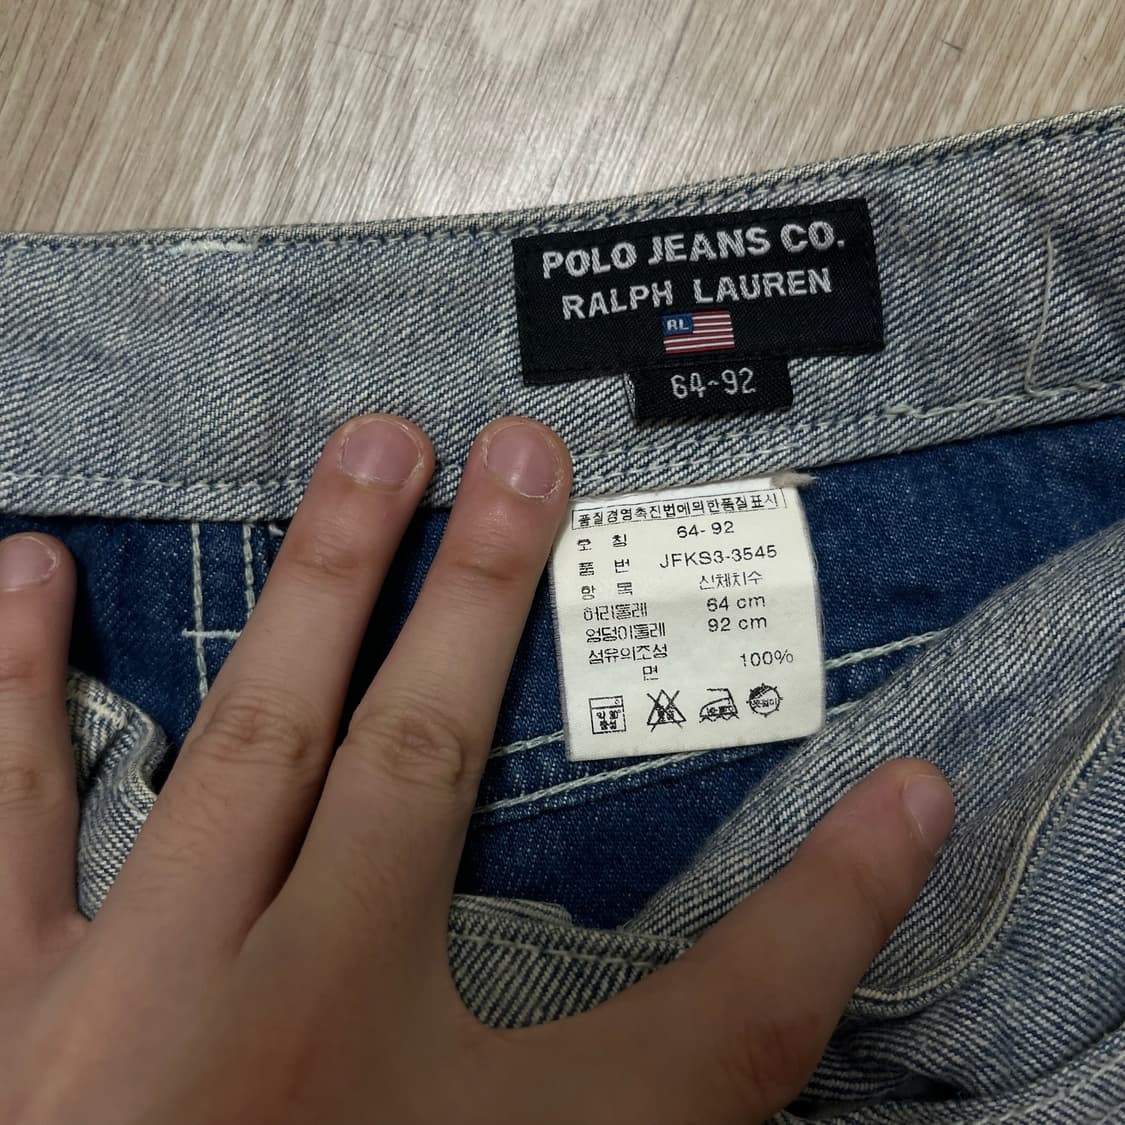 POLO JEANS CO.
RALPH LAUREN
RL
64-92
품질경영촉진법에의한품질표시
호 칭 64-92
품 번 JFKS3-3545
항 목 신체치수
허리둘레 64 cm
엉덩이둘레 92 cm
섬유의조성
면 100%